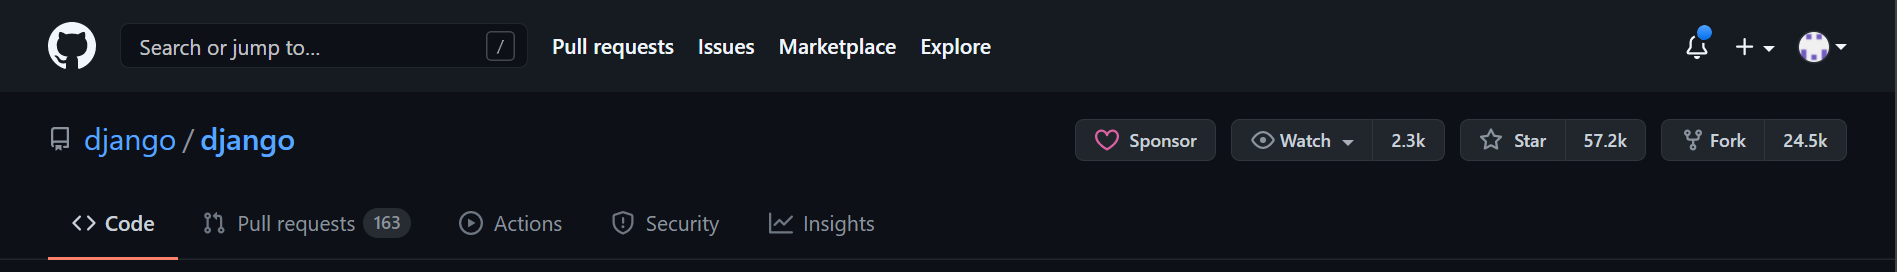 Search or jump to... / Pull requests Issues Marketplace Explore
django / django Sponsor Watch 2.3k Star 57.2k Fork 24.5k
Code Pull requests 163 Actions Security Insights